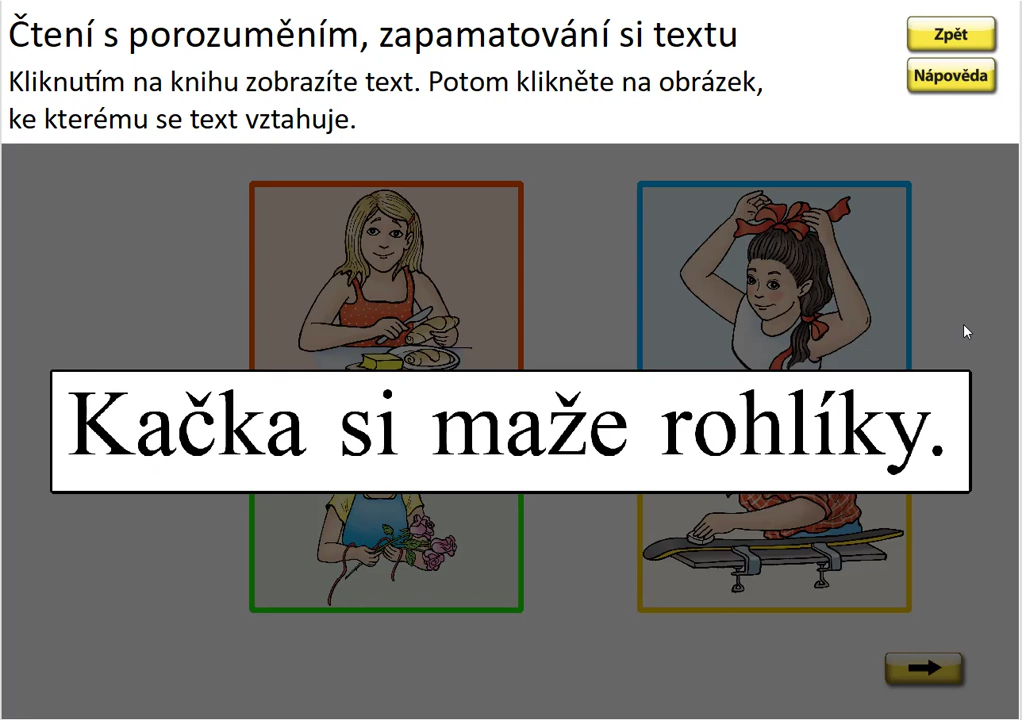 Čtení s porozuměním, zapamatování si textu
Zpět
Kliknutím na knihu zobrazíte text. Potom klikněte na obrázek,
Nápověda
ke kterému se text vztahuje.
Kačka si maže rohlíky.